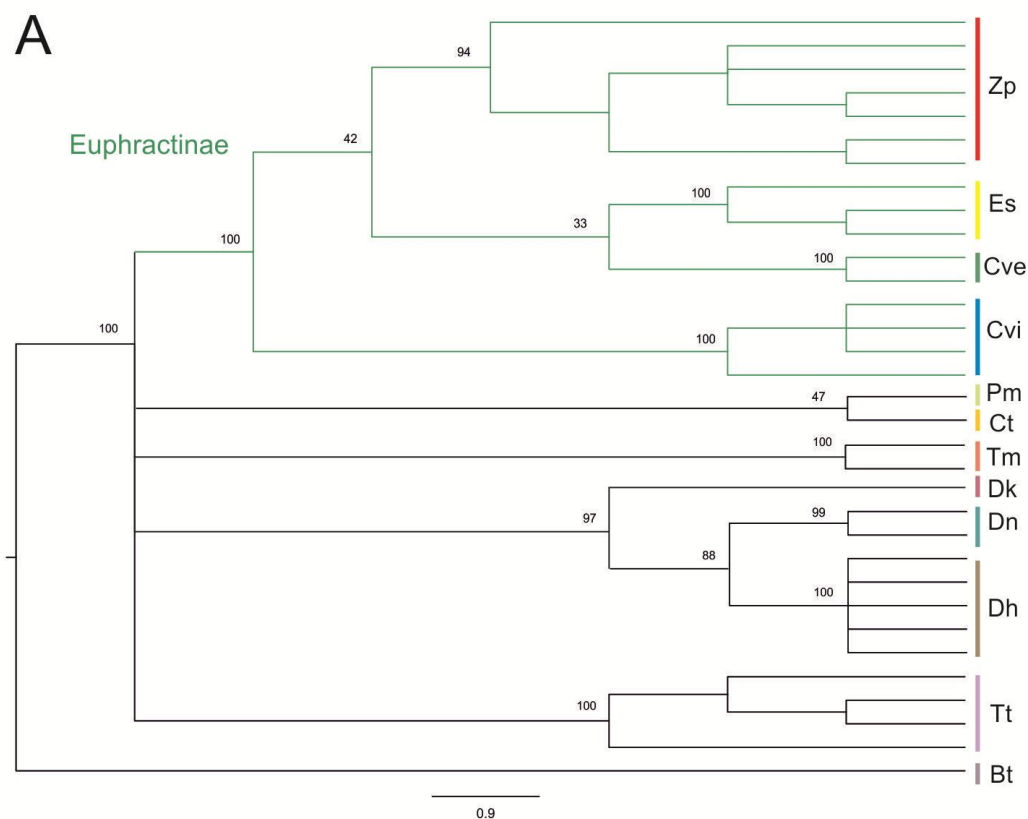 A
94
Zp
42
Euphractinae
100
Es
33
100
Cve
100
100
Cvi
100
47
Pm
Ct
100
Tm
Dk
97
99
Dn
88
100
Dh
100
Tt
Bt
0.9